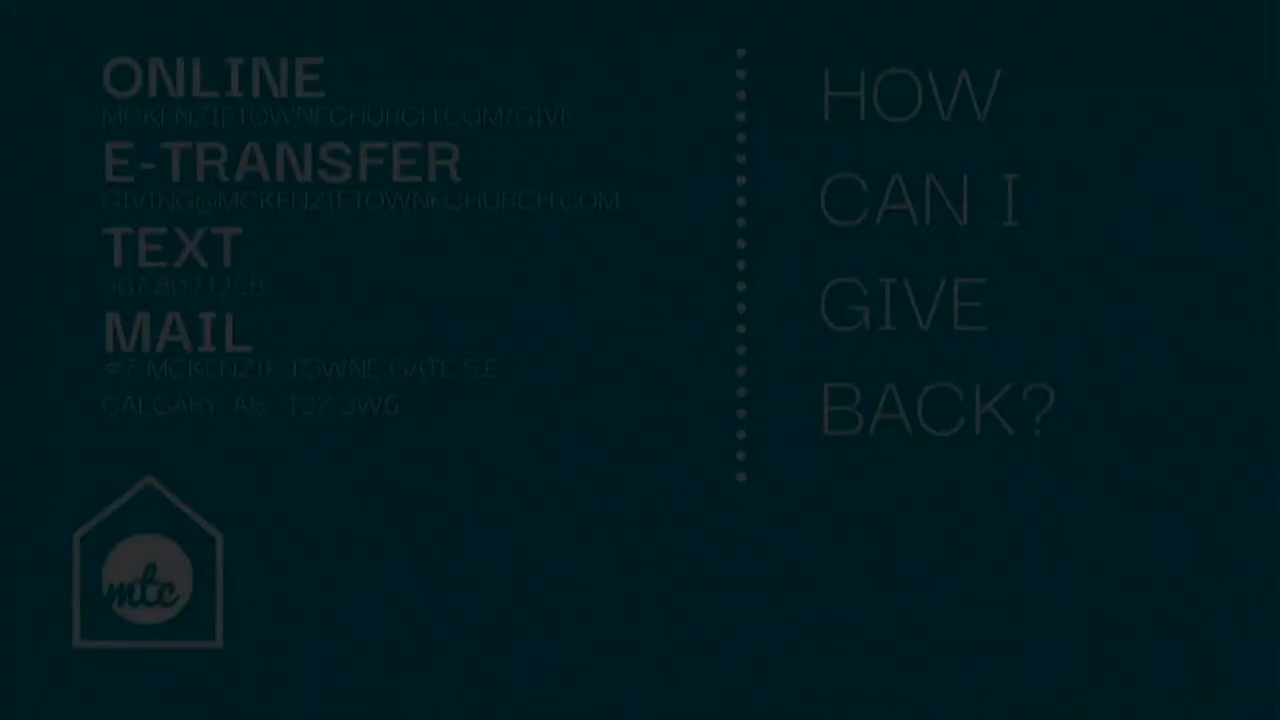 ONLINE
MCKENZIETOWNECHURCH.COM/GIVE
E-TRANSFER
GIVING@MCKENZIETOWNECHURCH.COM
TEXT
MAIL
#7 MCKENZIE TOWNE GATE S.E
CALGARY, AB
mtc
HOW
CAN I
GIVE
BACK?